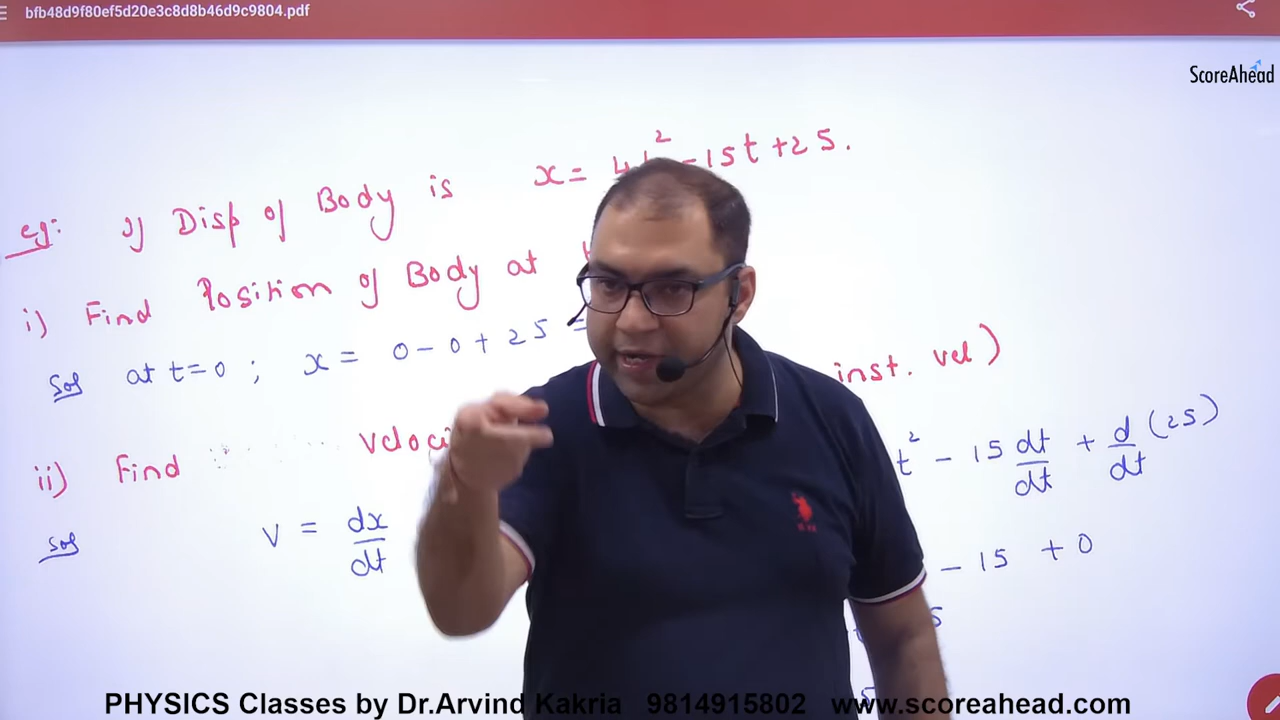 bfb48d9f80ef5d20e3c8d8b46d9c9804.pdf
ScoreAhead
eg: If Disp of Body is x = 4t² - 15t + 25.
i) Find Position of Body at
Sol at t=0 ; x = 0 - 0 + 25 =
ii) Find inst. vel)
Sol V = dx/dt t² - 15 dt/dt + d/dt (25)
- 15 + 0
PHYSICS Classes by Dr.Arvind Kakria 9814915802 www.scoreahead.com